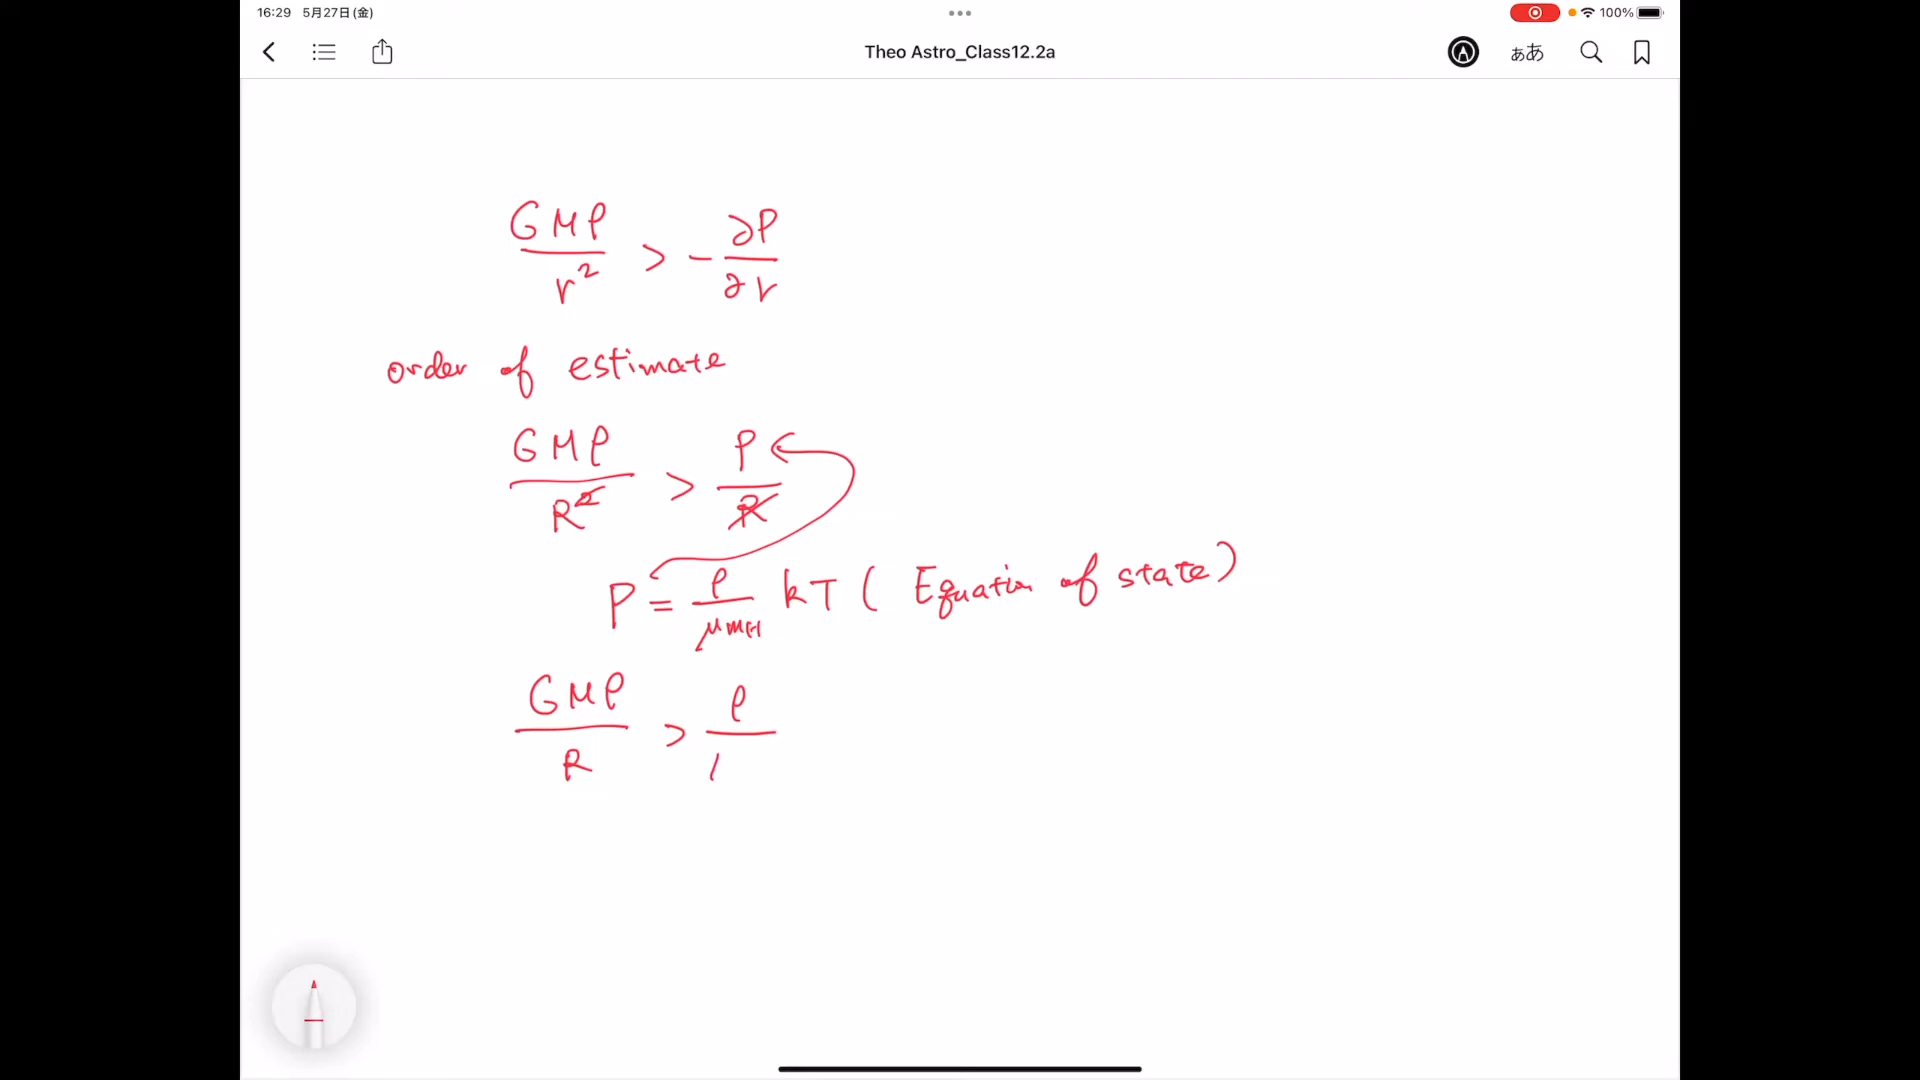 16:29 5月27日(金)
100%
Theo Astro_Class12.2a
ぁあ
GMρ/r² > -∂P/∂r
order of estimate
GMρ/R² > P/R
P = ρ/μmH kT ( Equation of state)
GMρ/R > ρ/